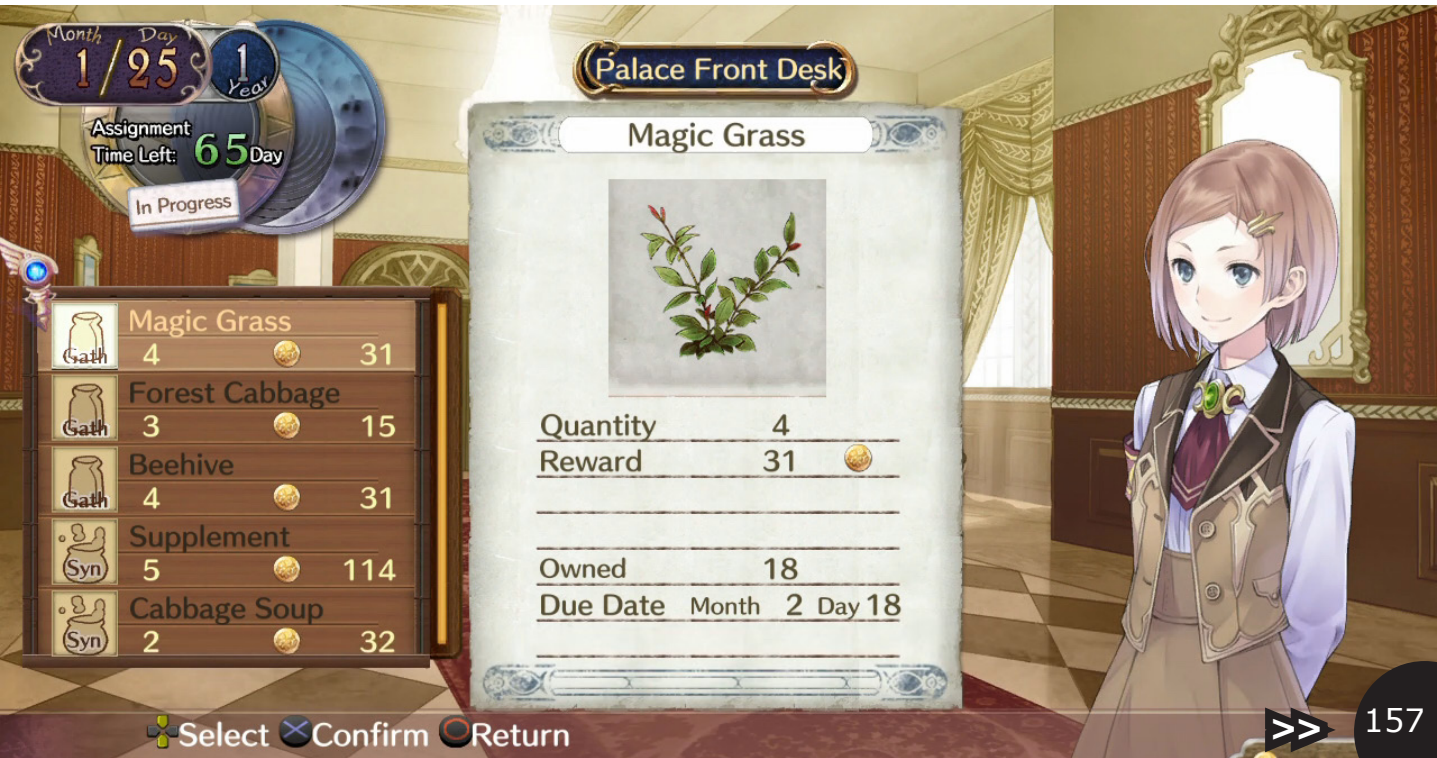 Month Day
1/25
1
Year
Assignment
Time Left: 65Day
In Progress
Palace Front Desk
Magic Grass
Gath
Magic Grass
4 31
Gath
Forest Cabbage
3 15
Gath
Beehive
4 31
Syn
Supplement
5 114
Syn
Cabbage Soup
2 32
Quantity 4
Reward 31
Owned 18
Due Date Month 2 Day 18
Select Confirm Return
>> 157